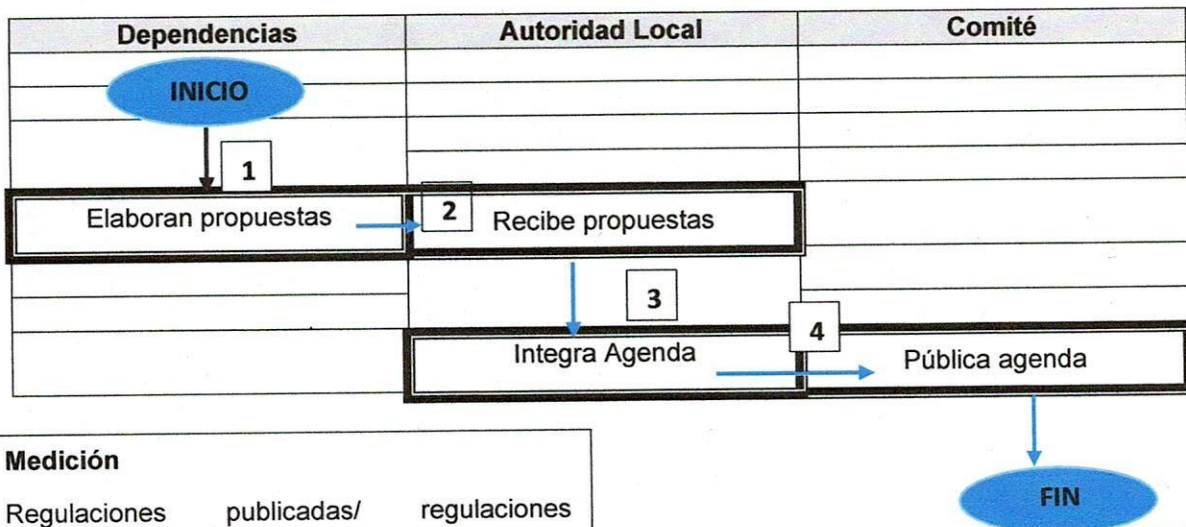 Dependencias Autoridad Local Comité
INICIO
1
Elaboran propuestas 2 Recibe propuestas
3
4
Integra Agenda Pública agenda
Medición
Regulaciones publicadas/ regulaciones
FIN